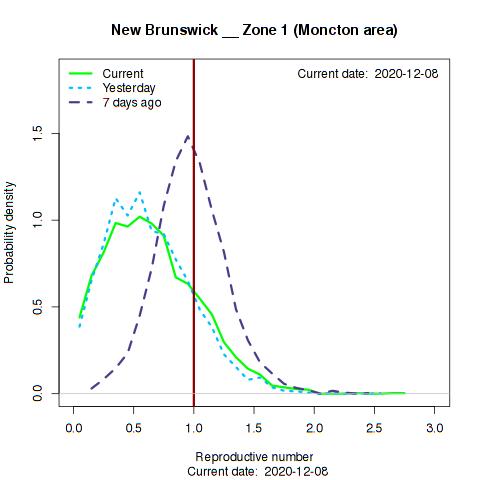 New Brunswick __ Zone 1 (Moncton area)
Current
Yesterday
7 days ago
Current date: 2020-12-08
Probability density
1.5
1.0
0.5
0.0
0.0 0.5 1.0 1.5 2.0 2.5 3.0
Reproductive number
Current date: 2020-12-08